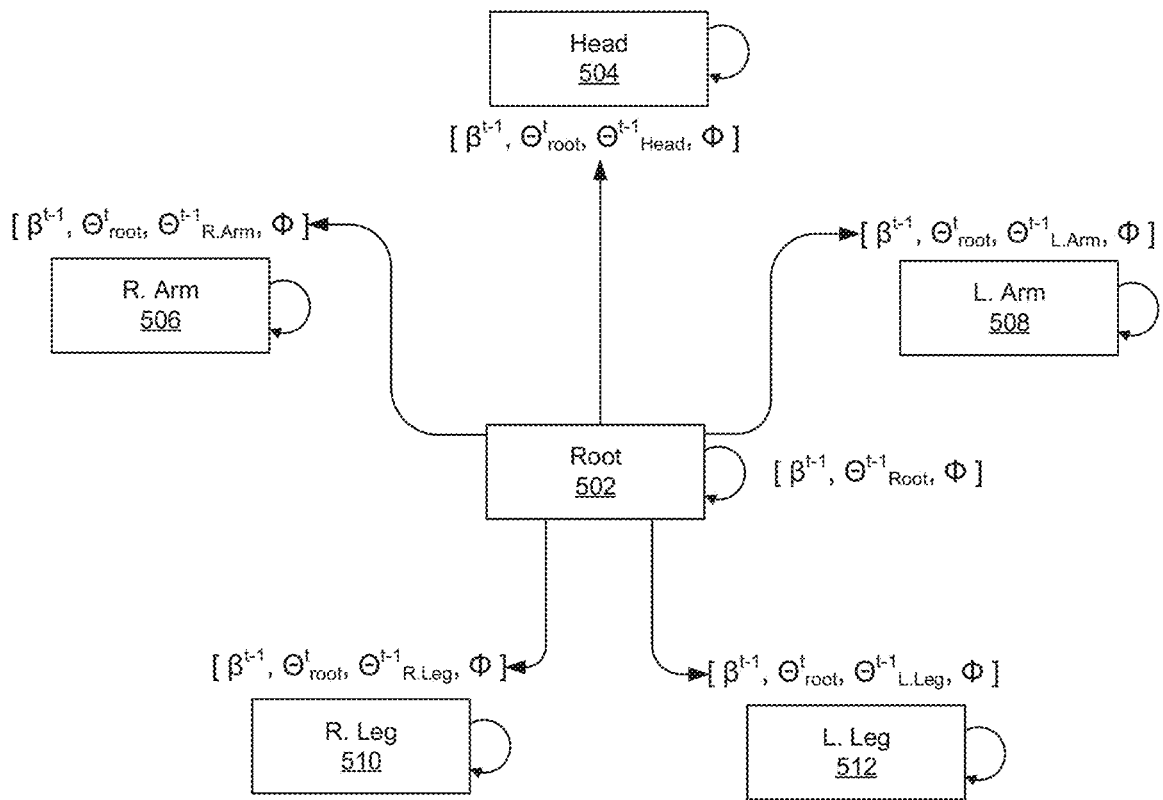 Head
504
[ β^t-1, Θ^t_root, Θ^t-1_Head, Φ ]
[ β^t-1, Θ^t_root, Θ^t-1_R.Arm, Φ ]
[ β^t-1, Θ^t_root, Θ^t-1_L.Arm, Φ ]
R. Arm
506
L. Arm
508
Root
502
[ β^t-1, Θ^t-1_Root, Φ ]
[ β^t-1, Θ^t_root, Θ^t-1_R.Leg, Φ ]
[ β^t-1, Θ^t_root, Θ^t-1_L.Leg, Φ ]
R. Leg
510
L. Leg
512